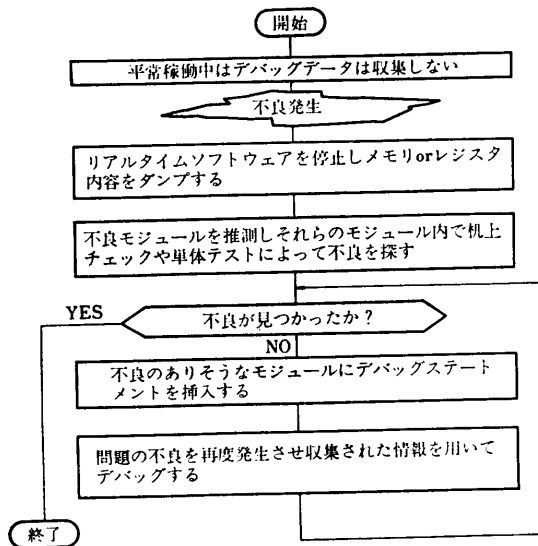 開始
平常稼働中はデバッグデータは収集しない
不良発生
リアルタイムソフトウェアを停止しメモリorレジスタ
内容をダンプする
不良モジュールを推測しそれらのモジュール内で机上
チェックや単体テストによって不良を探す
YES
不良が見つかったか？
NO
不良のありそうなモジュールにデバッグステート
メントを挿入する
問題の不良を再度発生させ収集された情報を用いて
デバッグする
終了